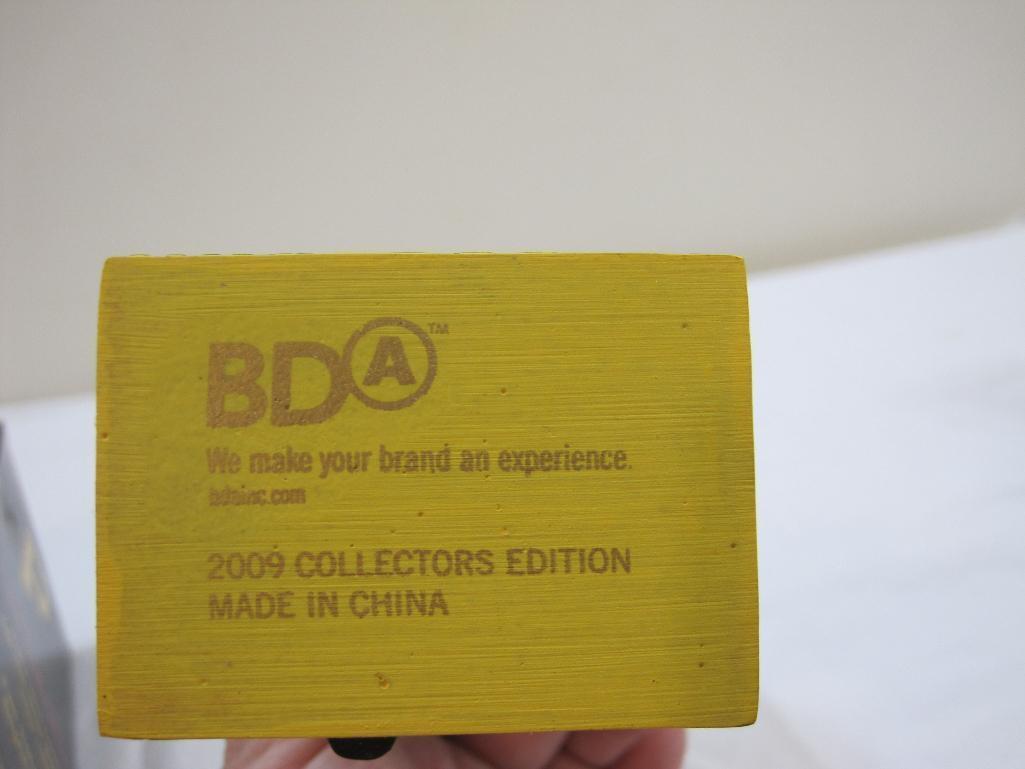 BDA™
We make your brand an experience.
bdainc.com
2009 COLLECTORS EDITION
MADE IN CHINA